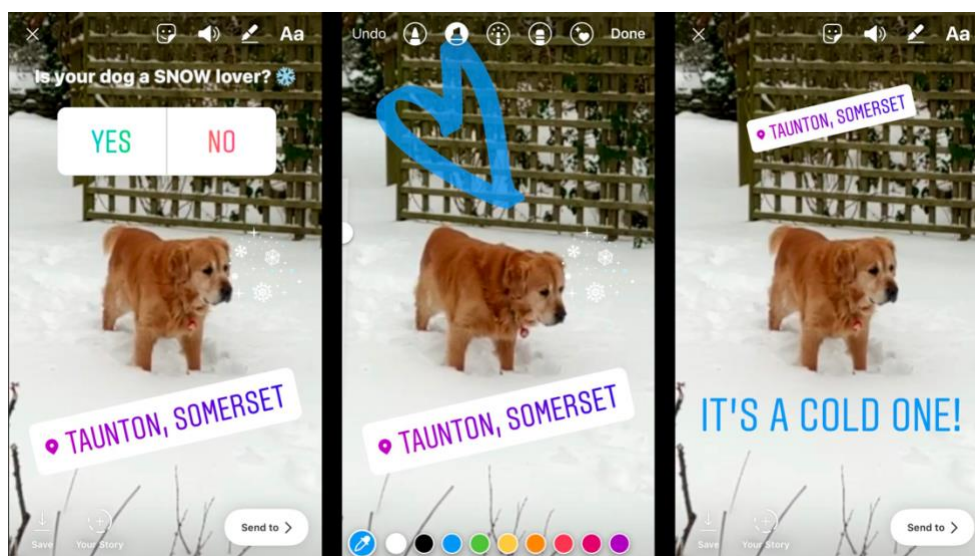 Aa
Is your dog a SNOW lover?
YES NO
TAUNTON, SOMERSET
Save Your Story Send to
Undo Done
TAUNTON, SOMERSET
Aa
TAUNTON, SOMERSET
IT'S A COLD ONE!
Save Your Story Send to